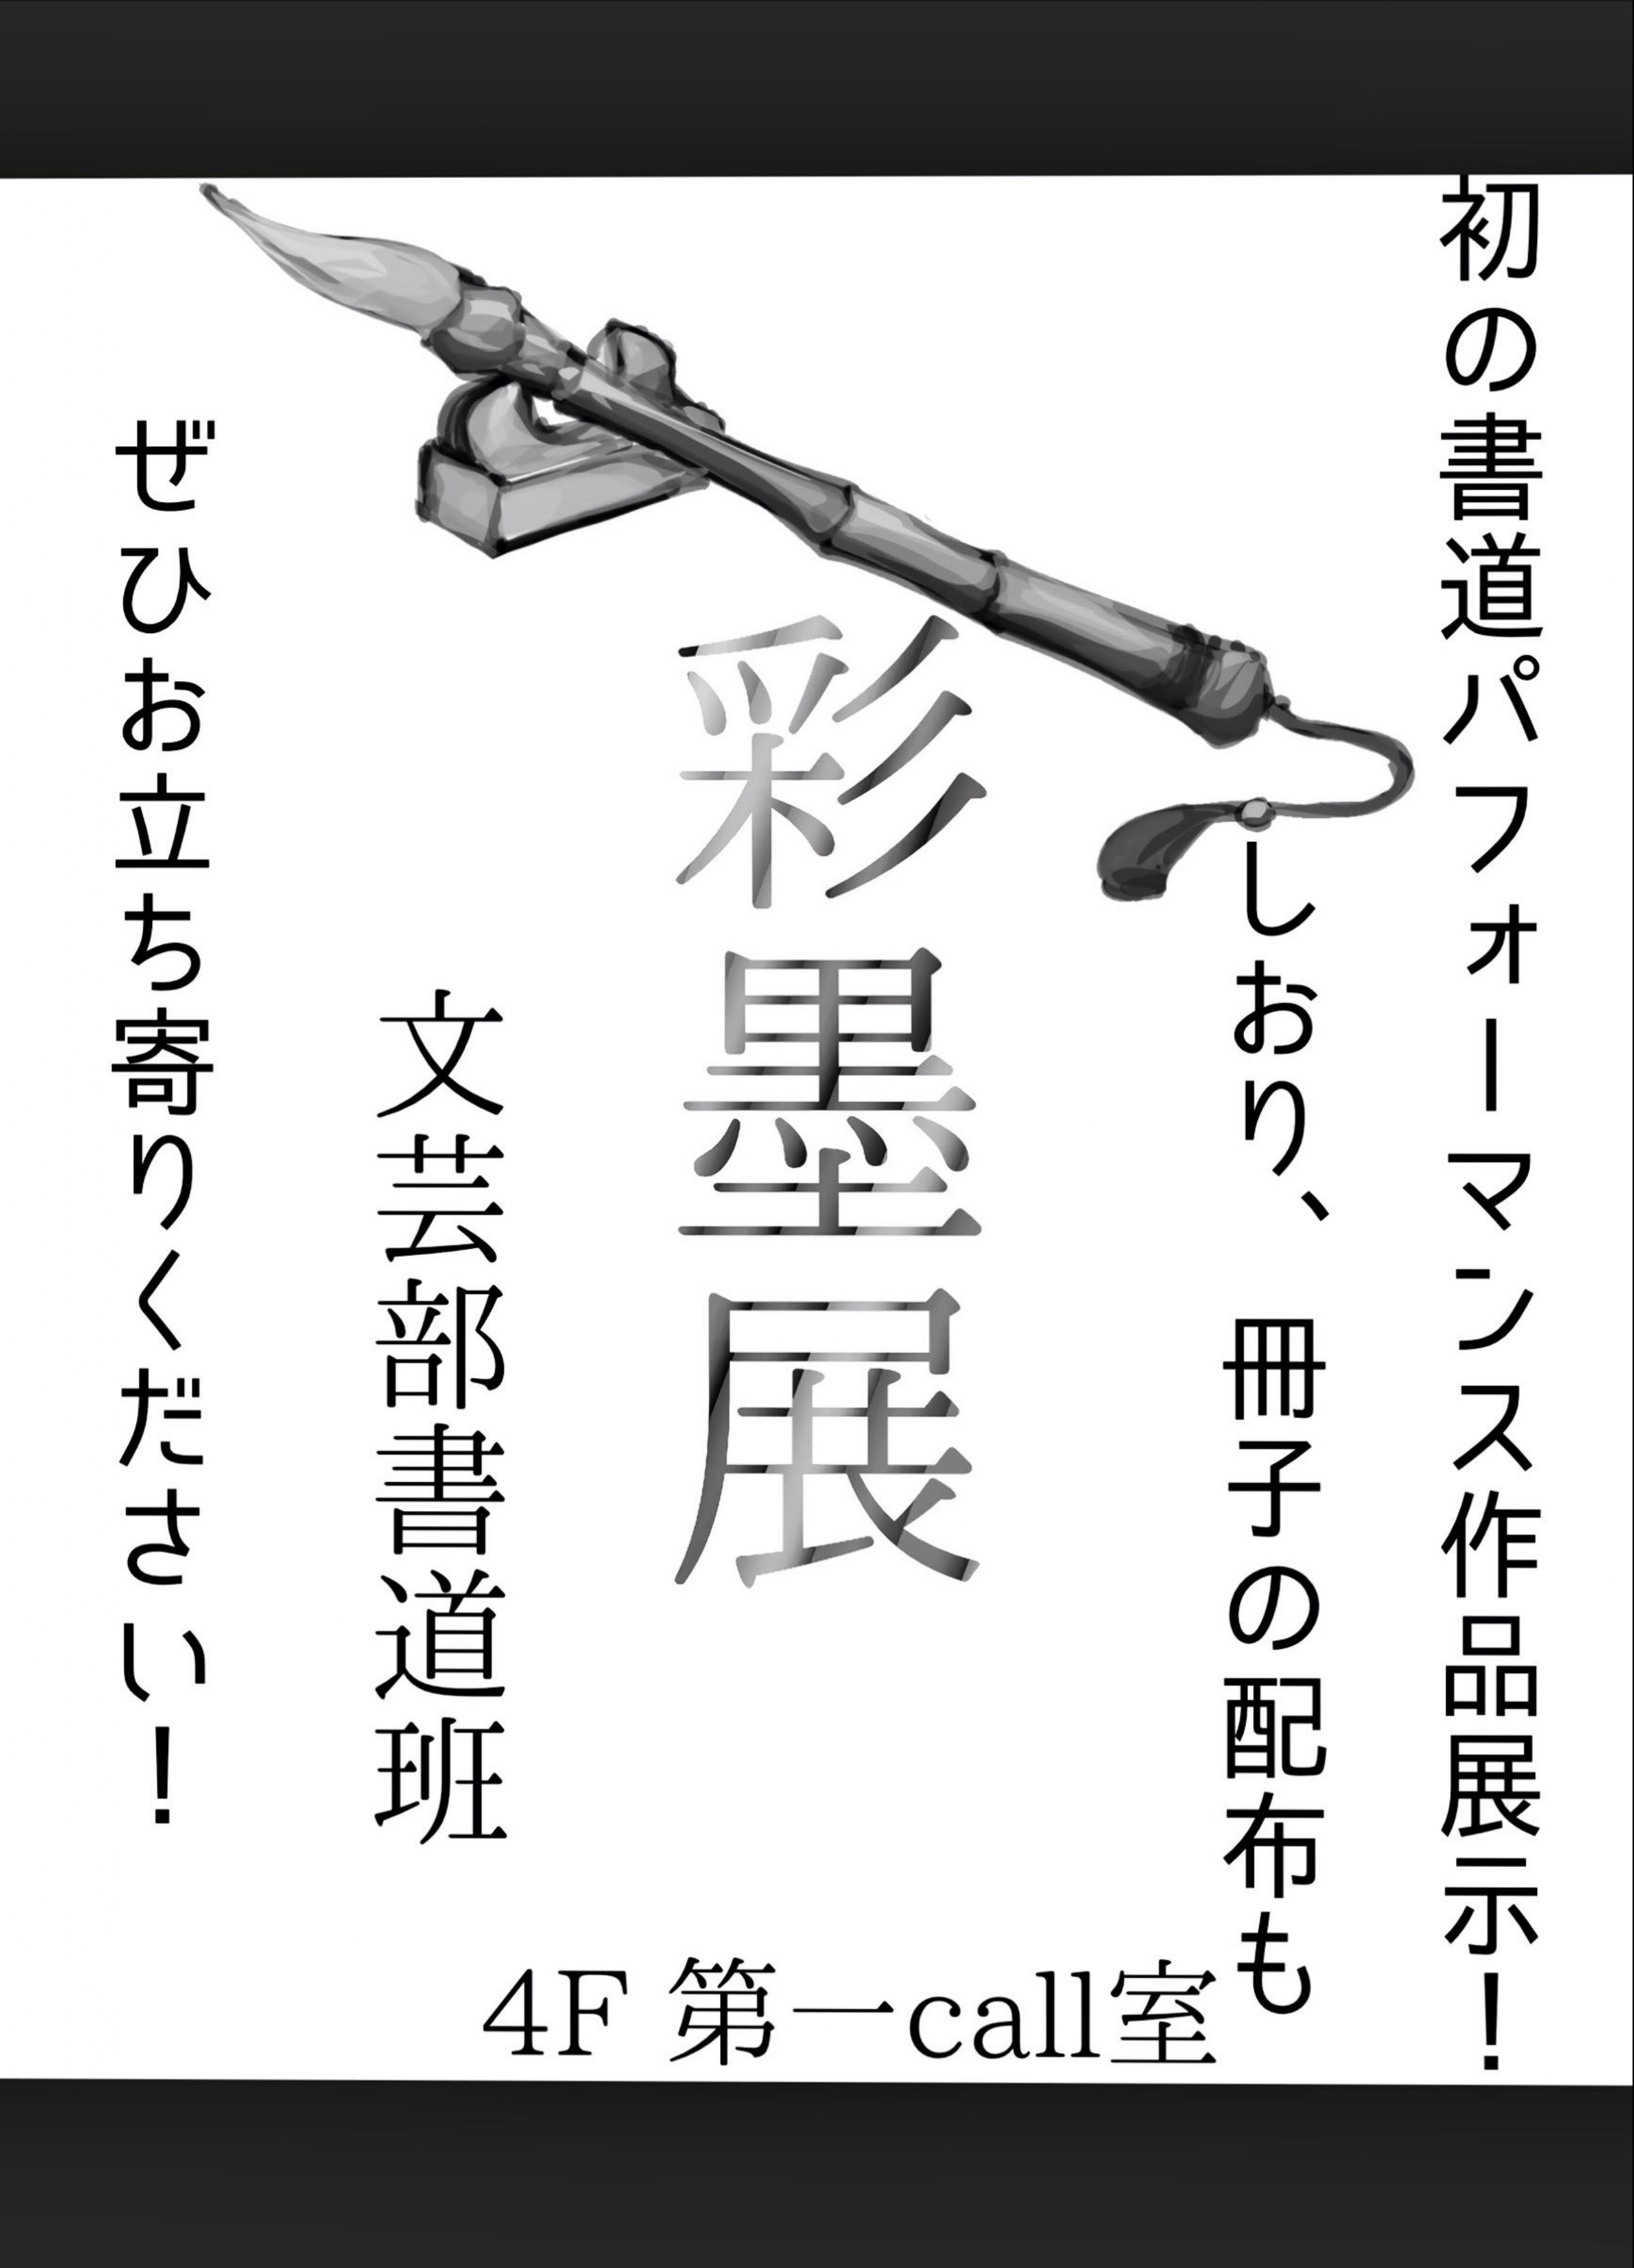 初の書道パフォーマンス作品展示！
しおり、冊子の配布も
彩墨展
文芸部書道班
ぜひお立ち寄りください！
4F 第一call室